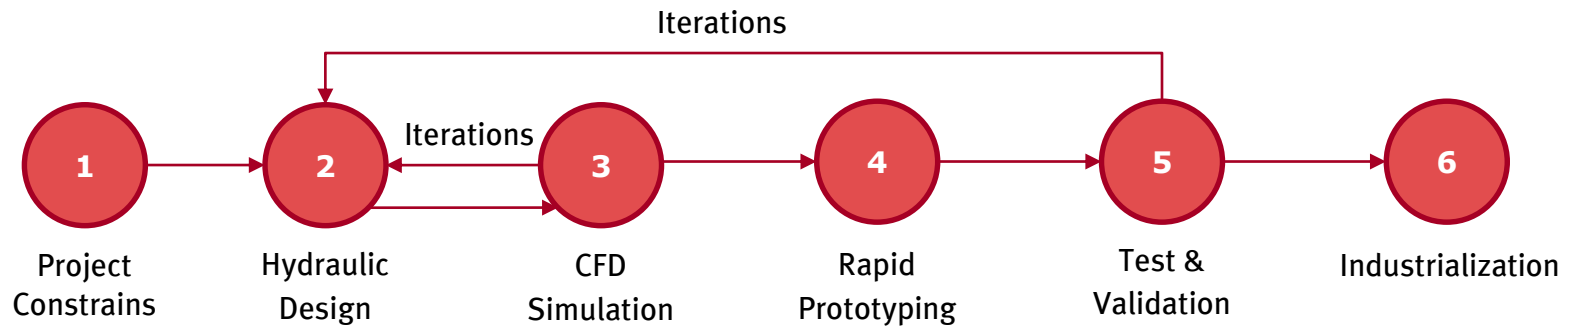 Iterations
Iterations
1
2
3
4
5
6
Project
Constrains
Hydraulic
Design
CFD
Simulation
Rapid
Prototyping
Test &
Validation
Industrialization